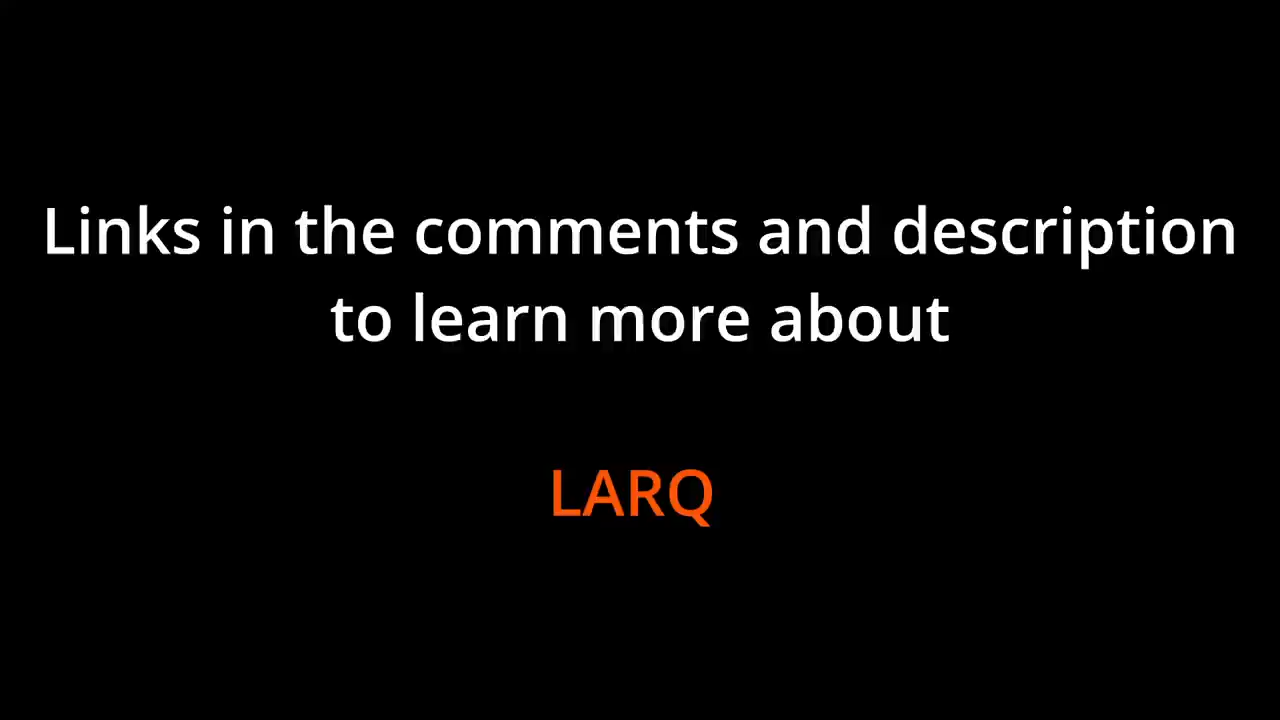 Links in the comments and description
to learn more about
LARQ